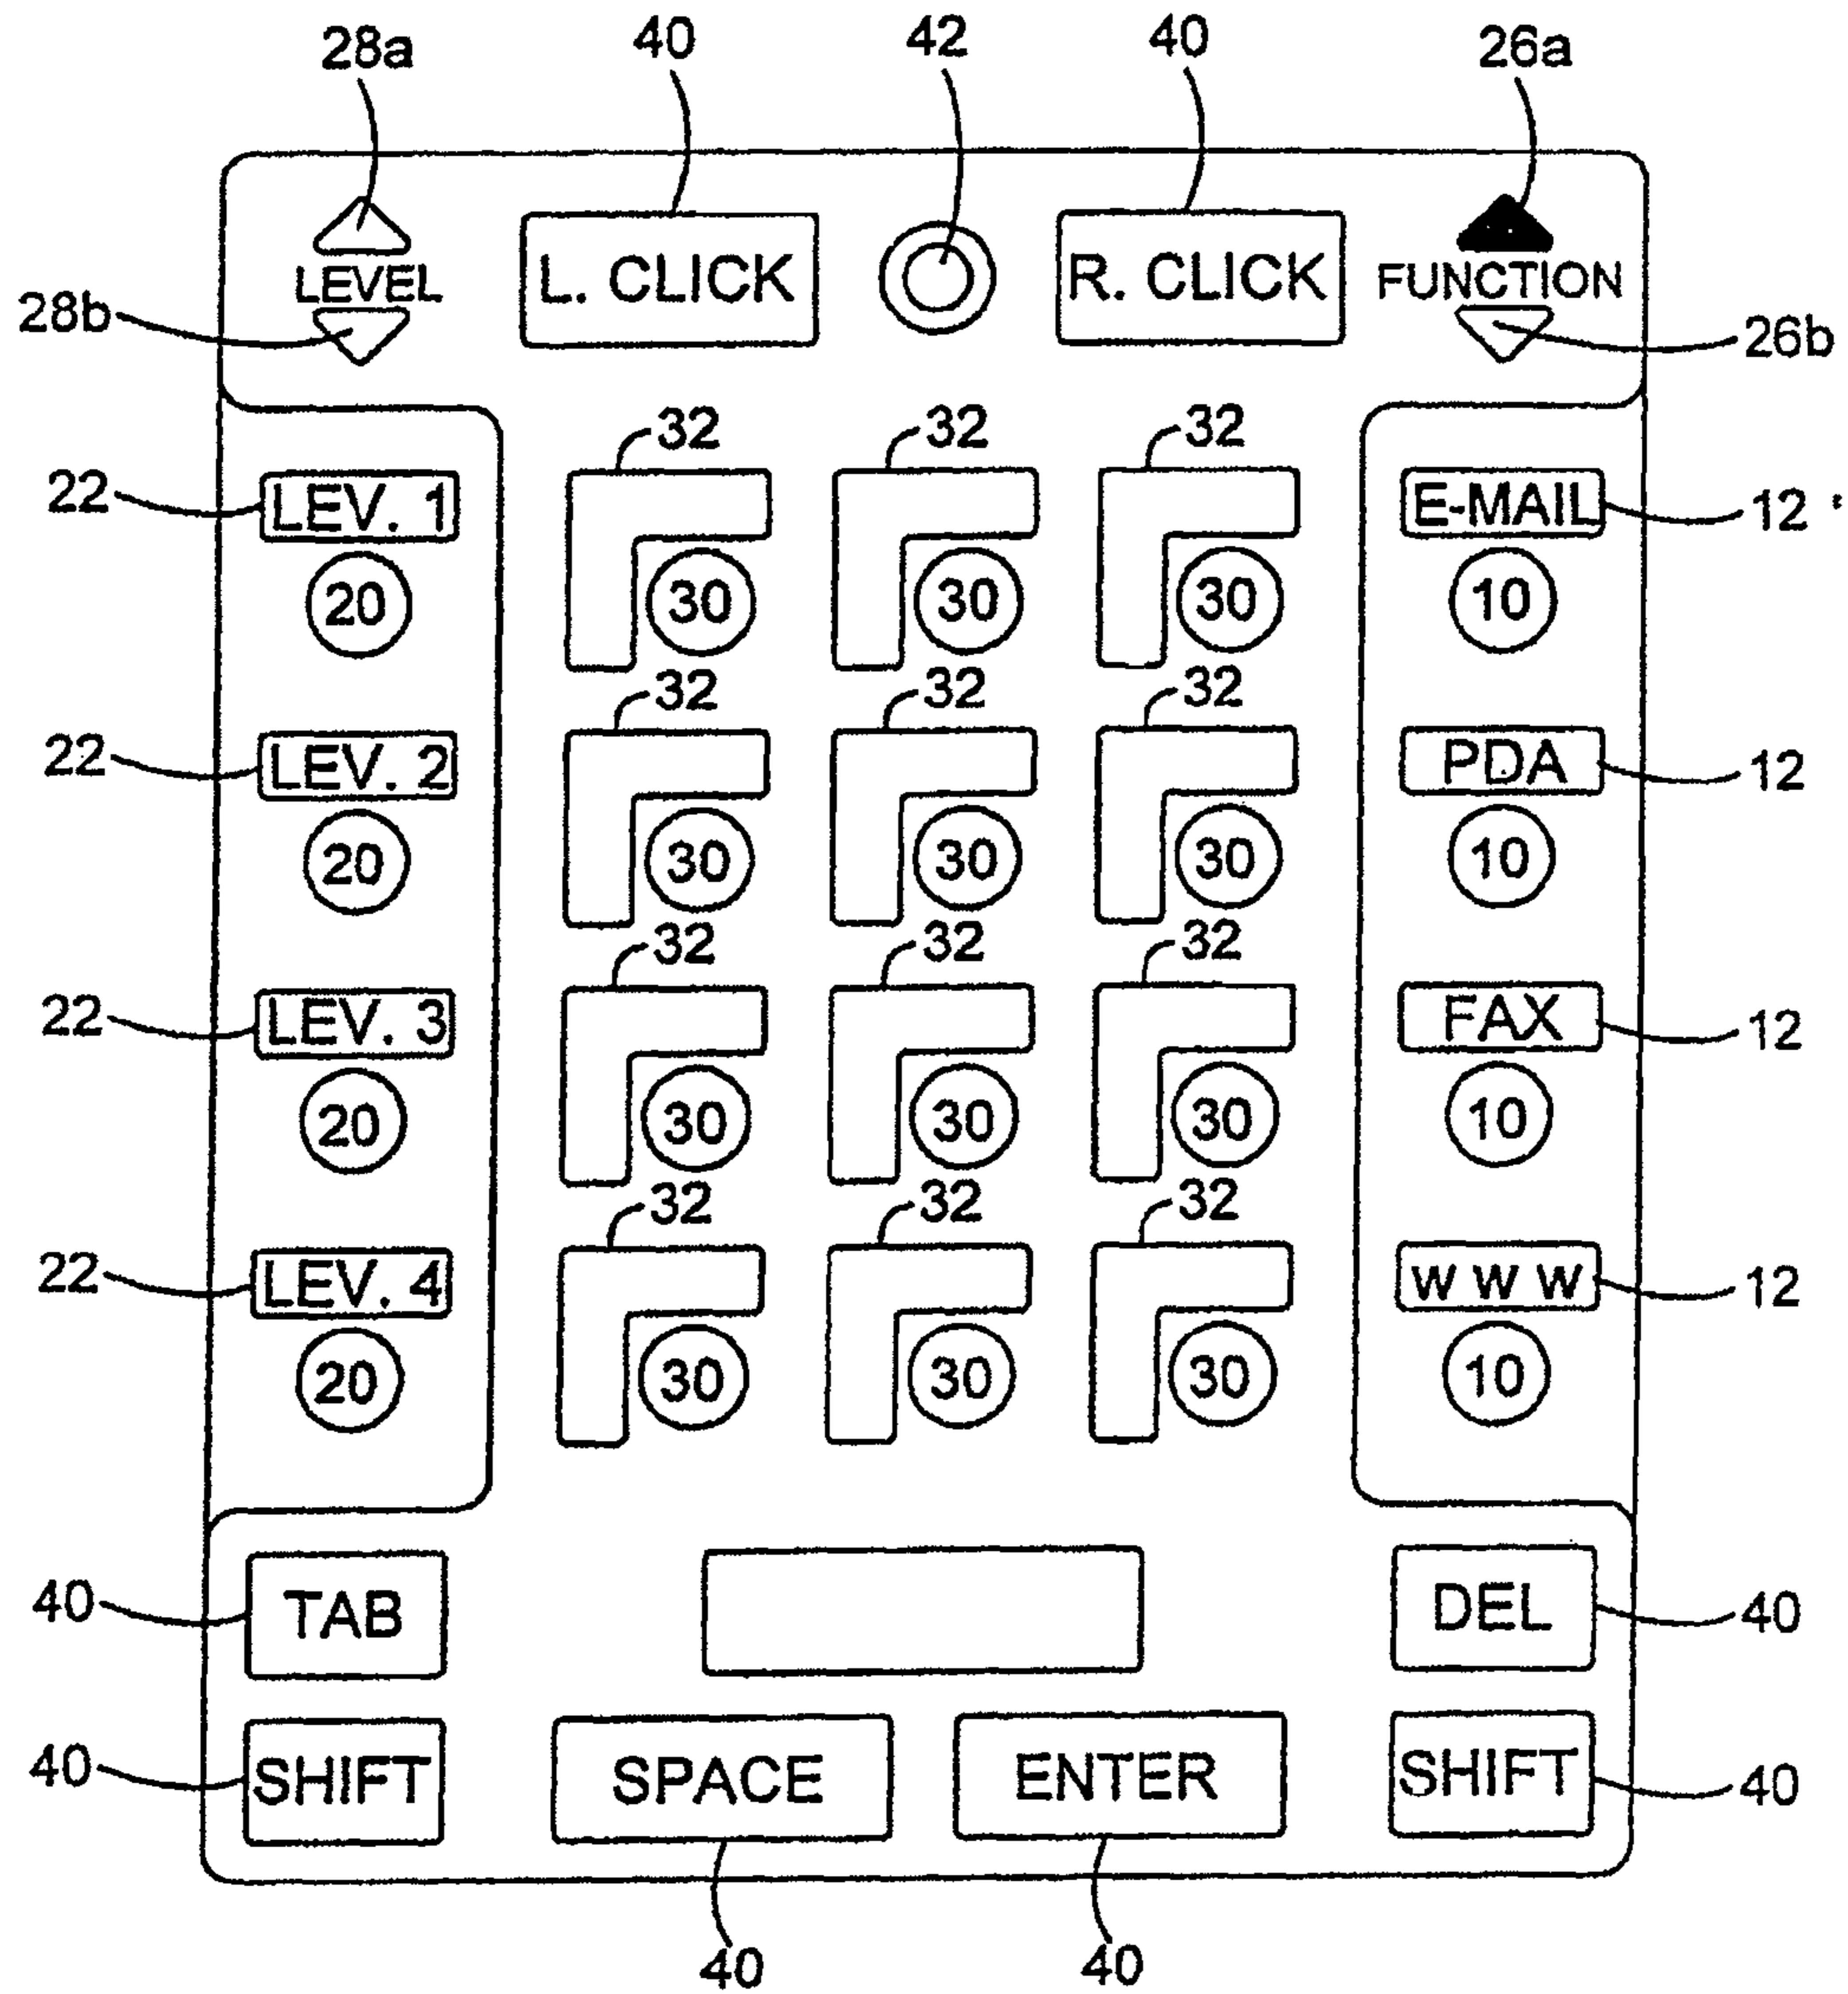 28a 40 42 40 26a
L. CLICK R. CLICK
LEVEL FUNCTION
28b 26b
32 32 32
22 LEV. 1 E-MAIL 12
20 30 30 30 10
32 32 32
22 LEV. 2 PDA 12
20 30 30 30 10
32 32 32
22 LEV. 3 FAX 12
20 30 30 30 10
32 32 32
22 LEV. 4 W W W 12
20 30 30 30 10
40 TAB DEL 40
40 SHIFT SPACE ENTER SHIFT 40
40 40